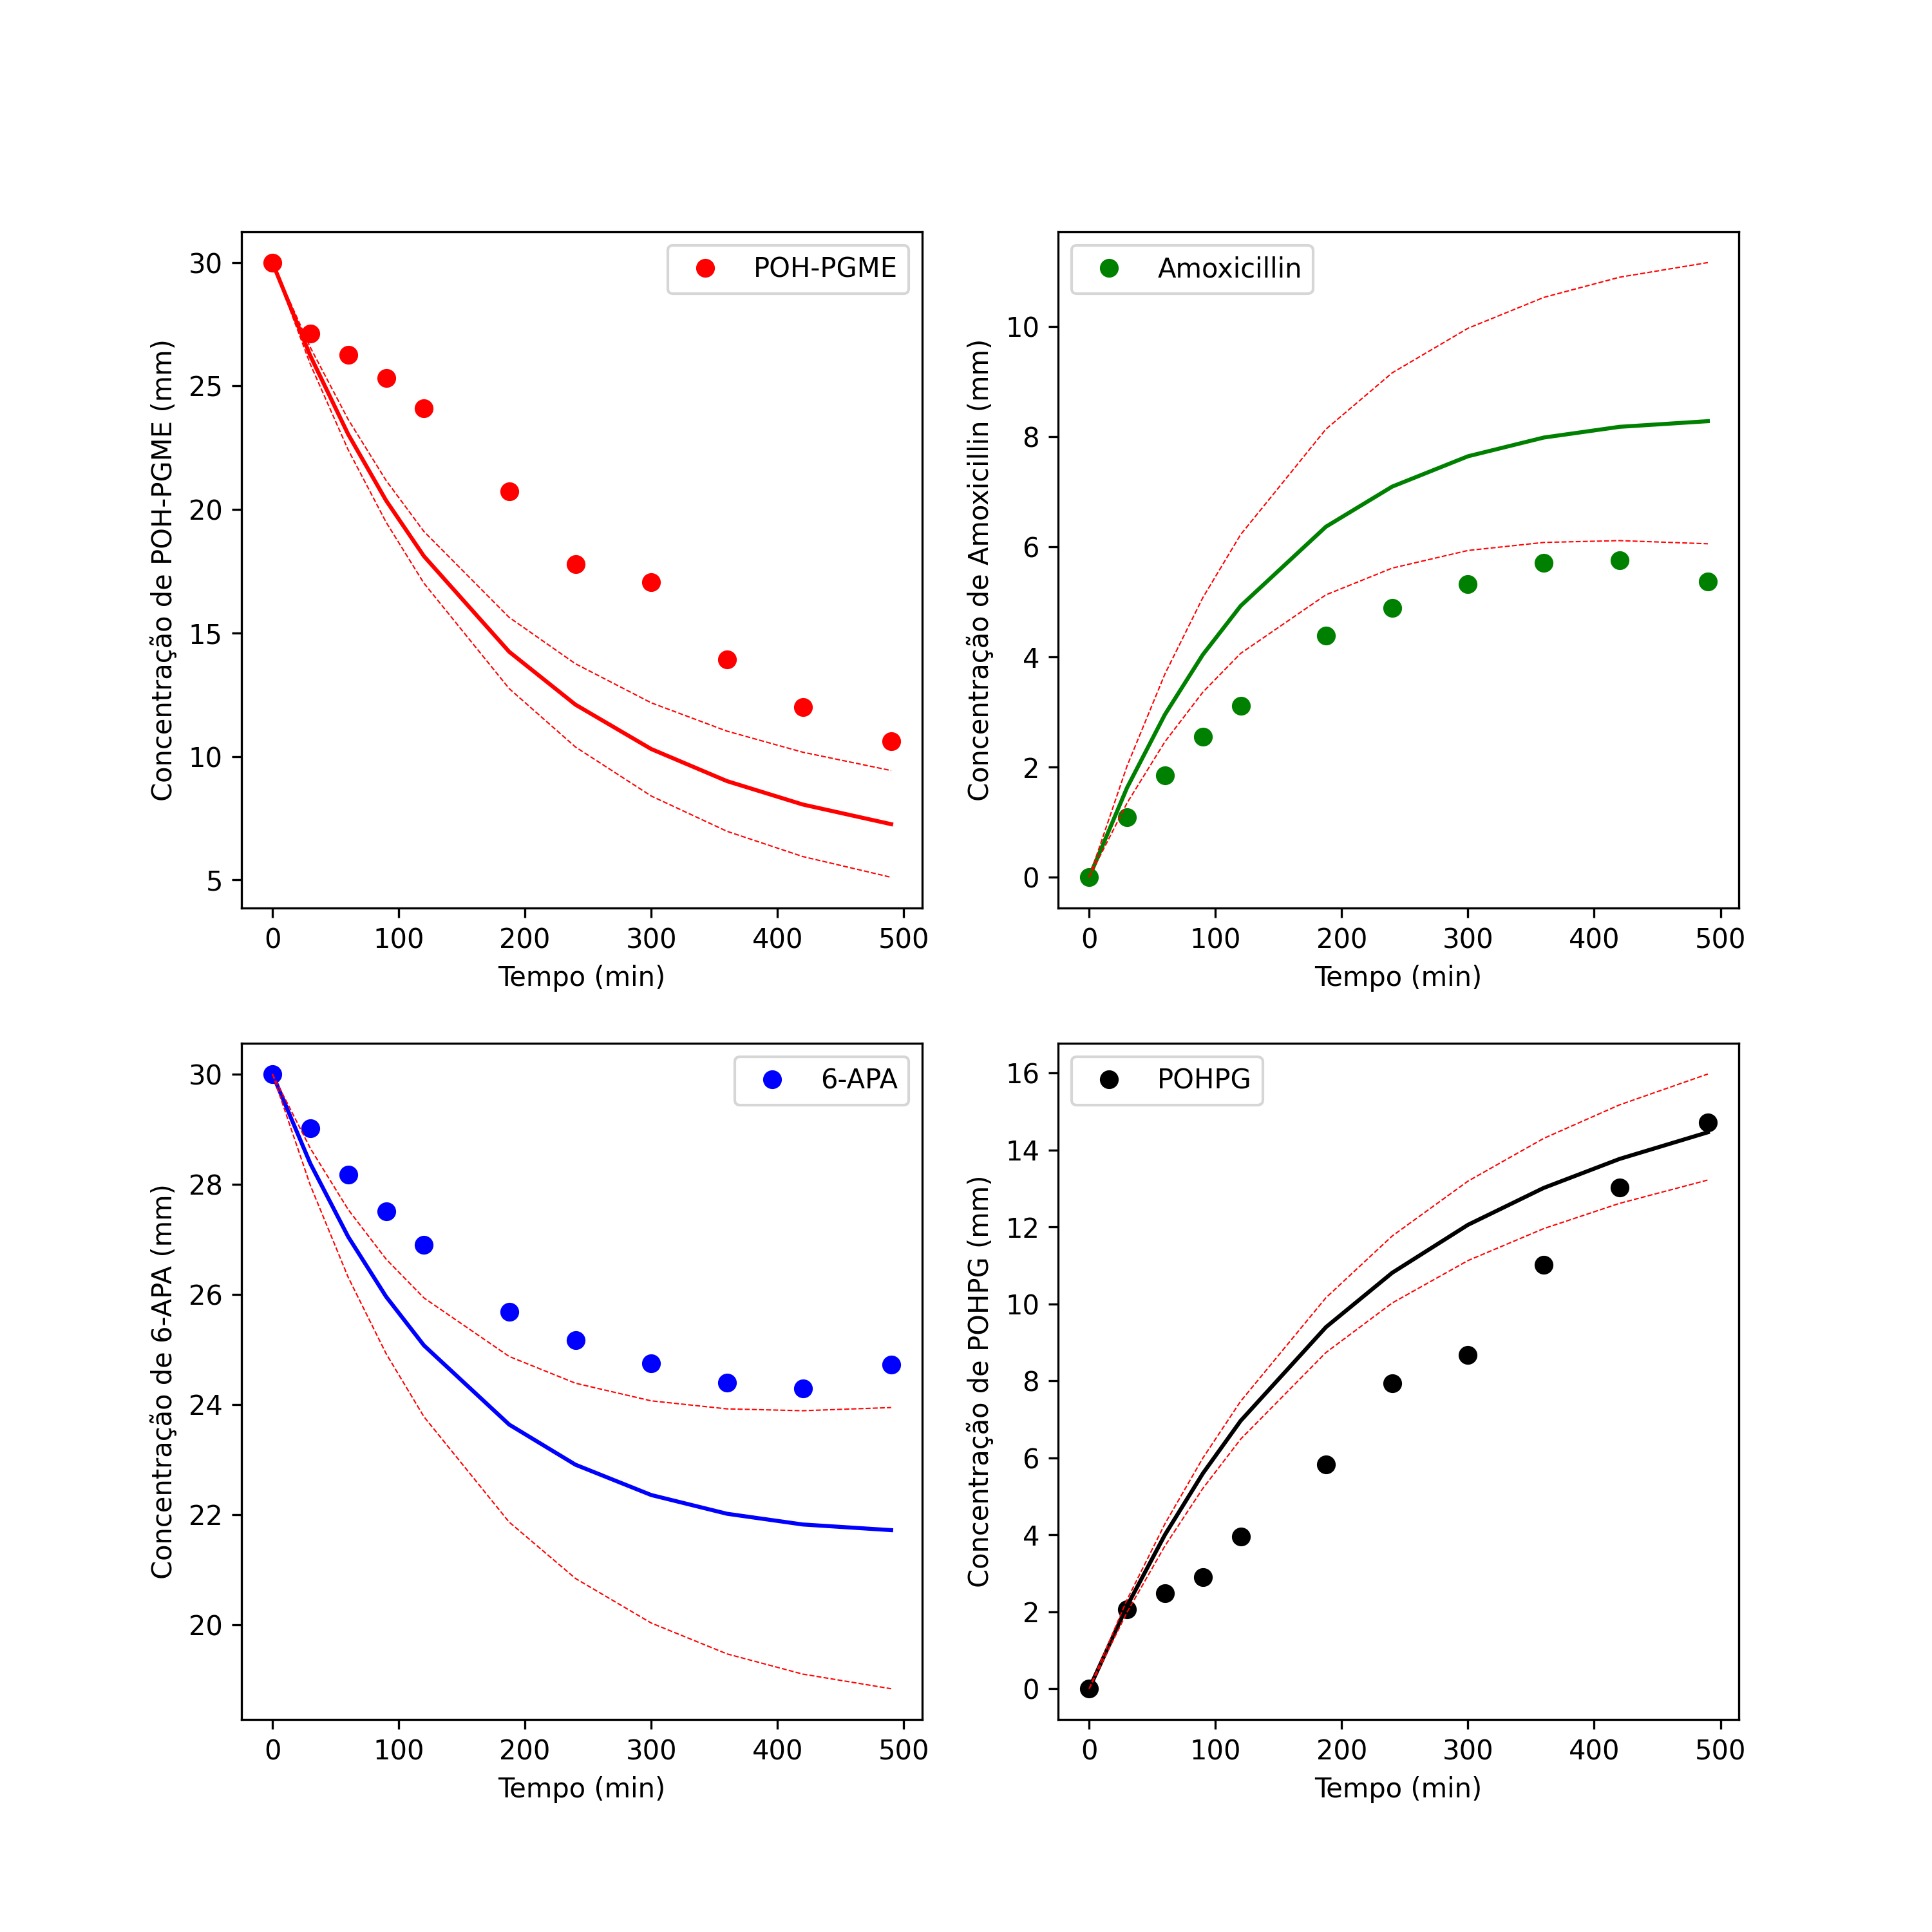 POH-PGME
Concentração de POH-PGME (mm)
30
25
20
15
10
5
0 100 200 300 400 500
Tempo (min)
Amoxicillin
Concentração de Amoxicillin (mm)
10
8
6
4
2
0
0 100 200 300 400 500
Tempo (min)
6-APA
Concentração de 6-APA (mm)
30
28
26
24
22
20
0 100 200 300 400 500
Tempo (min)
POHPG
Concentração de POHPG (mm)
16
14
12
10
8
6
4
2
0
0 100 200 300 400 500
Tempo (min)